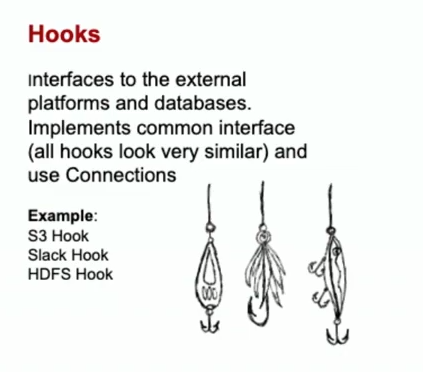 Hooks
Interfaces to the external
platforms and databases.
Implements common interface
(all hooks look very similar) and
use Connections
Example:
S3 Hook
Slack Hook
HDFS Hook